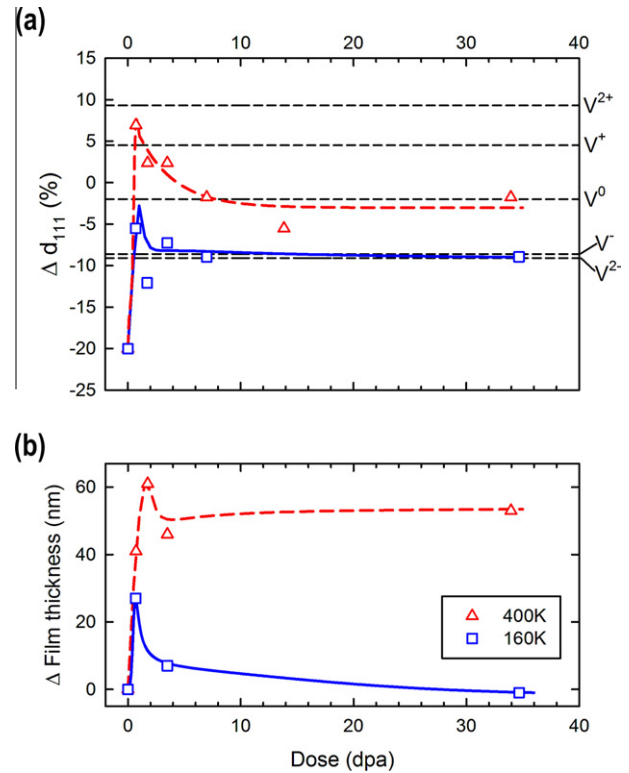 (a)
0 10 20 30 40
15
10
5
0
-5
-10
-15
-20
-25
Δ d111 (%)
V2+
V+
V0
V-
V2-
(b)
60
40
20
0
Δ Film thickness (nm)
400K
160K
0 10 20 30 40
Dose (dpa)